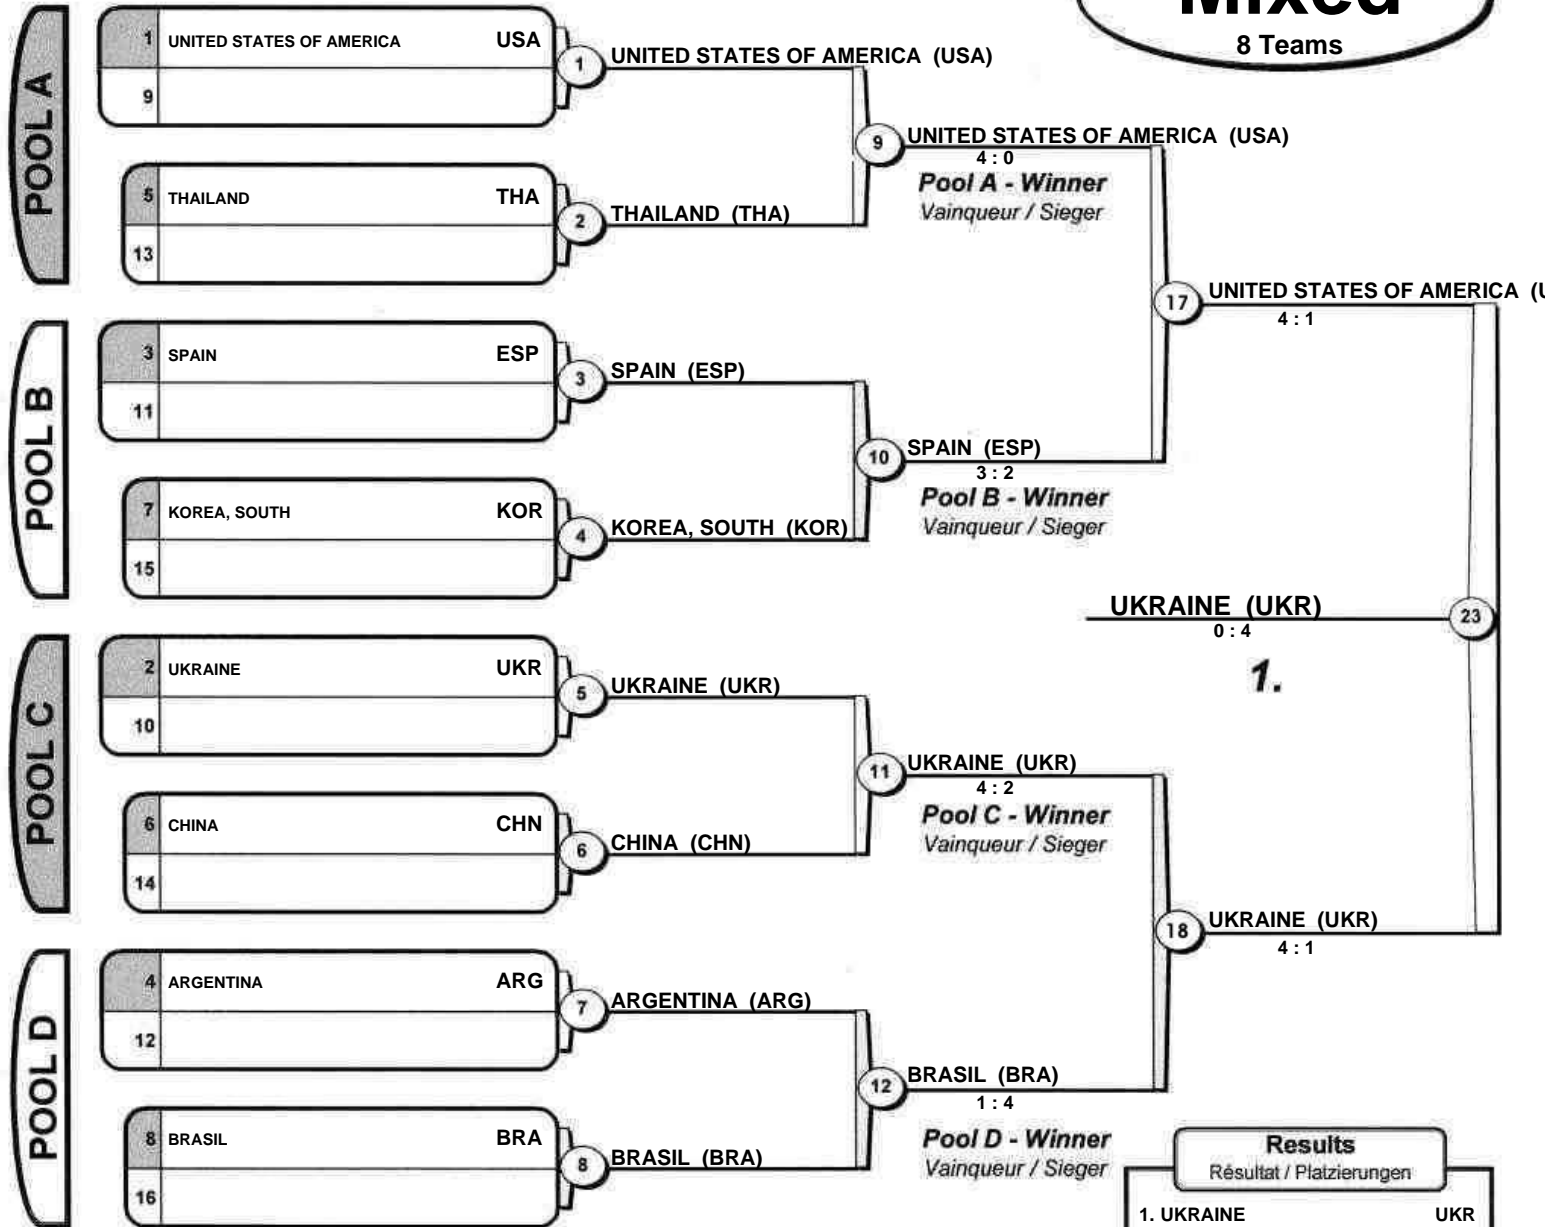 Mixed
8 Teams
POOL A
1 UNITED STATES OF AMERICA USA
9
1 UNITED STATES OF AMERICA (USA)
5 THAILAND THA
13
2 THAILAND (THA)
9 UNITED STATES OF AMERICA (USA)
4 : 0
Pool A - Winner
Vainqueur / Sieger
POOL B
3 SPAIN ESP
11
3 SPAIN (ESP)
7 KOREA, SOUTH KOR
15
4 KOREA, SOUTH (KOR)
10 SPAIN (ESP)
3 : 2
Pool B - Winner
Vainqueur / Sieger
17 UNITED STATES OF AMERICA (U
4 : 1
UKRAINE (UKR) 23
0 : 4
1.
POOL C
2 UKRAINE UKR
10
5 UKRAINE (UKR)
6 CHINA CHN
14
6 CHINA (CHN)
11 UKRAINE (UKR)
4 : 2
Pool C - Winner
Vainqueur / Sieger
18 UKRAINE (UKR)
4 : 1
POOL D
4 ARGENTINA ARG
12
7 ARGENTINA (ARG)
8 BRASIL BRA
16
8 BRASIL (BRA)
12 BRASIL (BRA)
1 : 4
Pool D - Winner
Vainqueur / Sieger
Results
Résultat / Platzierungen
1. UKRAINE UKR